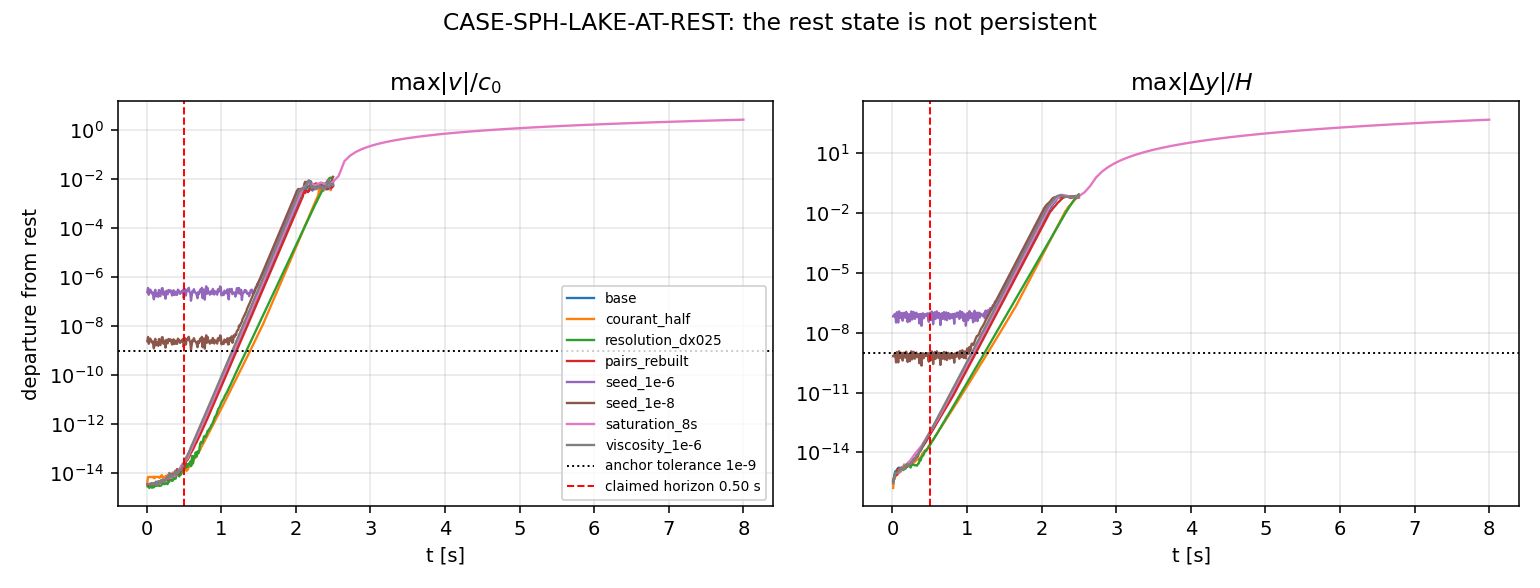 CASE-SPH-LAKE-AT-REST: the rest state is not persistent
max|v|/c₀
departure from rest
10⁰
10⁻²
10⁻⁴
10⁻⁶
10⁻⁸
10⁻¹⁰
10⁻¹²
10⁻¹⁴
base
courant_half
resolution_dx025
pairs_rebuilt
seed_1e-6
seed_1e-8
saturation_8s
viscosity_1e-6
anchor tolerance 1e-9
claimed horizon 0.50 s
0 1 2 3 4 5 6 7 8
t [s]
max|Δy|/H
10¹
10⁻²
10⁻⁵
10⁻⁸
10⁻¹¹
10⁻¹⁴
0 1 2 3 4 5 6 7 8
t [s]